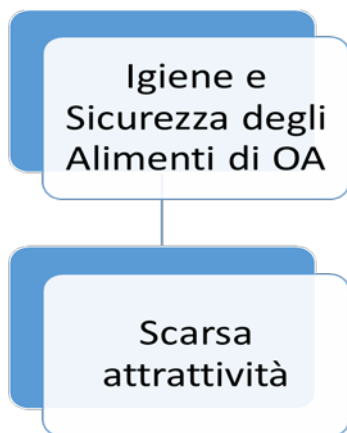 Igiene e
Sicurezza degli
Alimenti di OA
Scarsa
attrattività